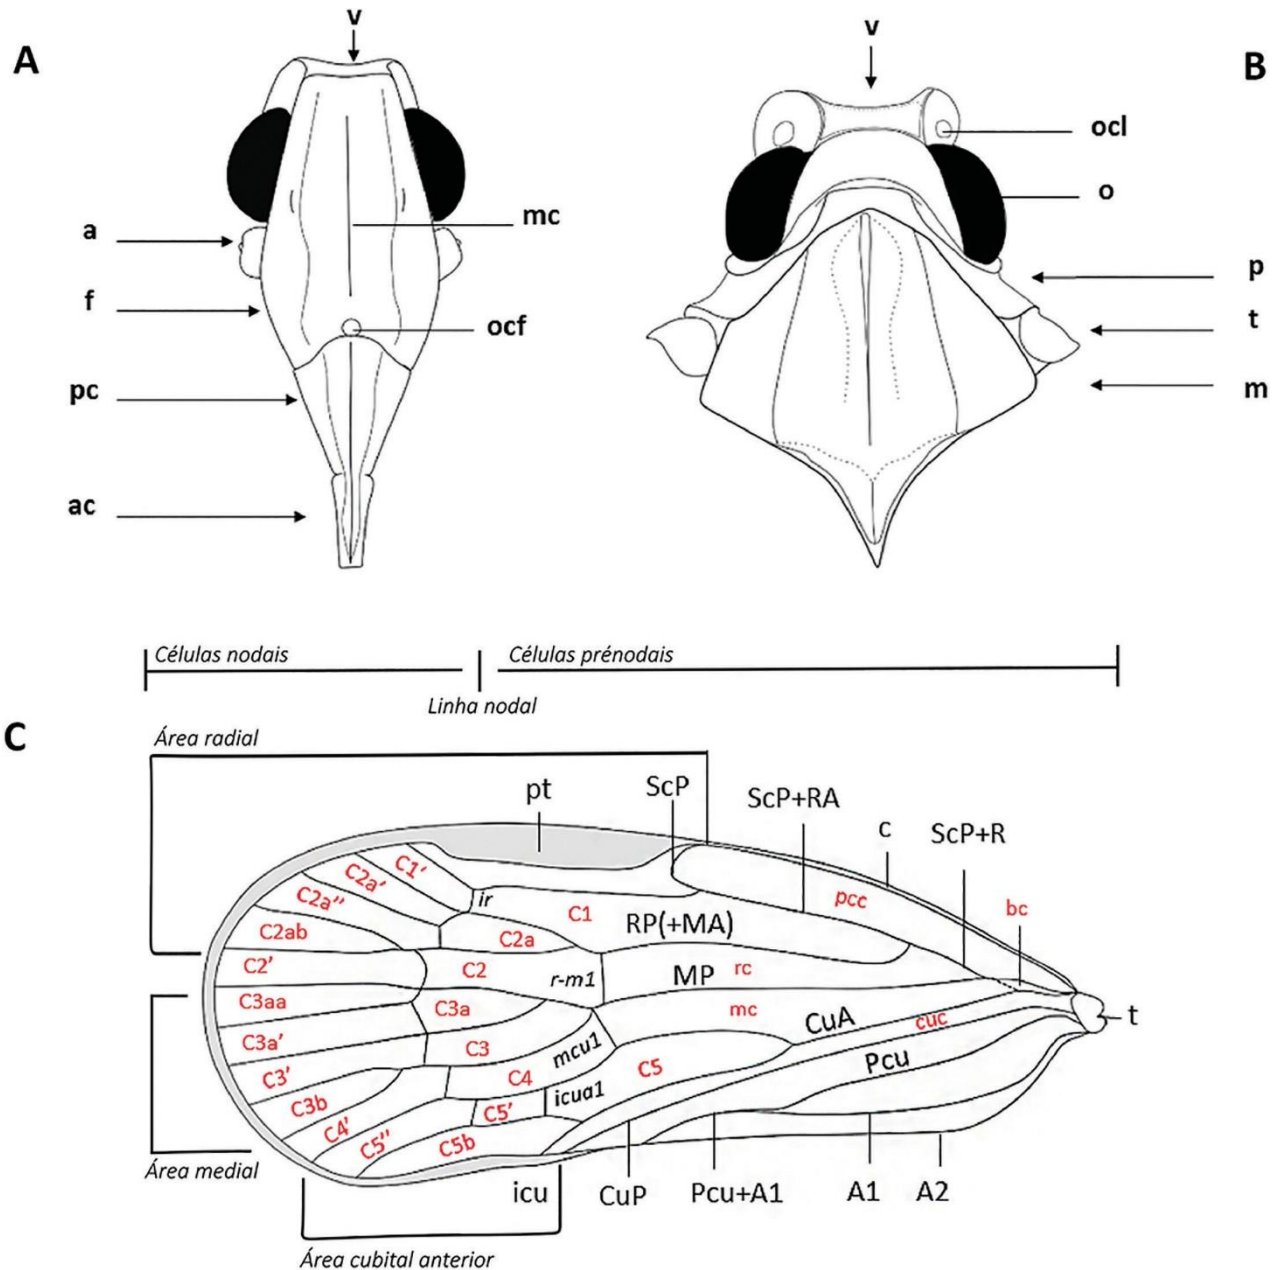 v
A
a
mc
f
ocf
pc
ac
v
B
ocl
o
p
t
m
Células nodais
Células prénodais
Linha nodal
C
Área radial
pt
ScP
ScP+RA
c
ScP+R
C1'
C2a'
C2a"
ir
C1
pcc
bc
C2ab
C2a
RP(+MA)
C2'
C2
r-m1
MP
rc
C3aa
C3a
mc
CuA
cuc
t
C3a'
C3
mcu1
C3'
C4
C5
Pcu
C3b
C5'
icua1
C4'
C5"
C5b
Área medial
icu
CuP
Pcu+A1
A1
A2
Área cubital anterior